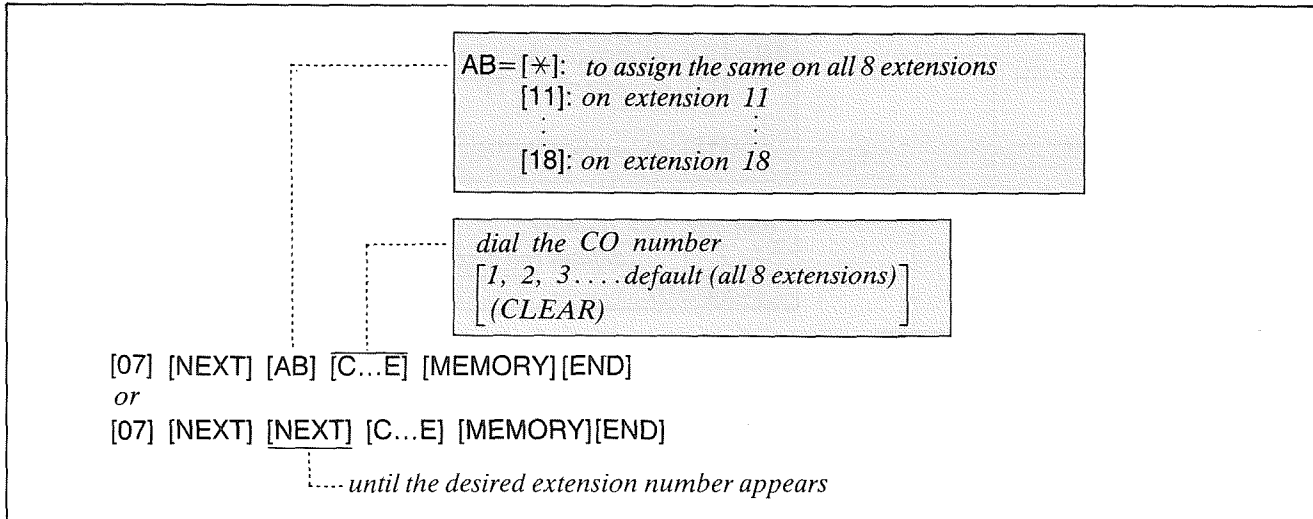 AB=[*]: to assign the same on all 8 extensions
[11]: on extension 11
: :
[18]: on extension 18
dial the CO number
[1, 2, 3....default (all 8 extensions)
(CLEAR)]
[07] [NEXT] [AB] [C...E] [MEMORY][END]
or
[07] [NEXT] [NEXT] [C...E] [MEMORY][END]
until the desired extension number appears